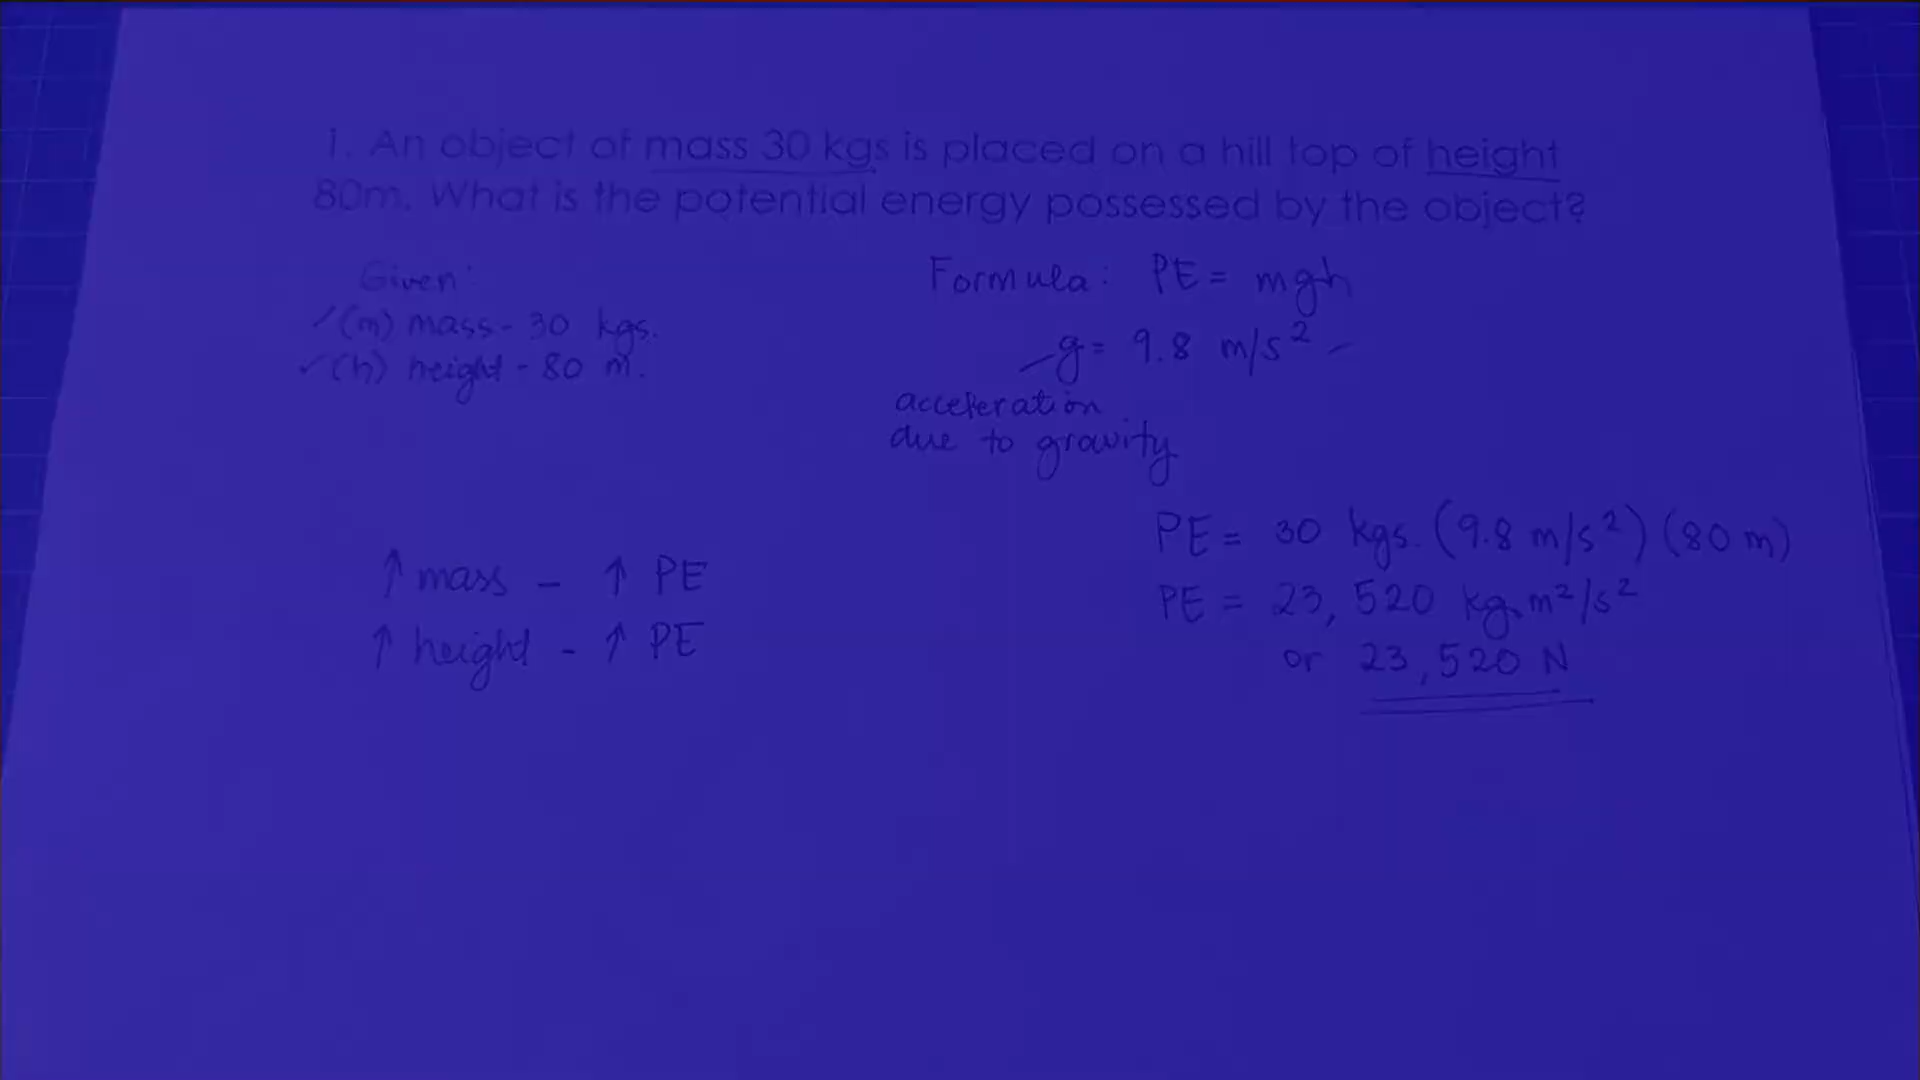 1. An object of mass 30 kgs is placed on a hill top of height
80m. What is the potential energy possessed by the object?
Given:
(m) mass - 30 kgs.
(h) height - 80 m.
Formula: PE = mgh
g = 9.8 m/s²
acceleration
due to gravity
↑ mass - ↑ PE
↑ height - ↑ PE
PE = 30 kgs. (9.8 m/s²) (80 m)
PE = 23, 520 kg.m²/s²
or 23,520 N